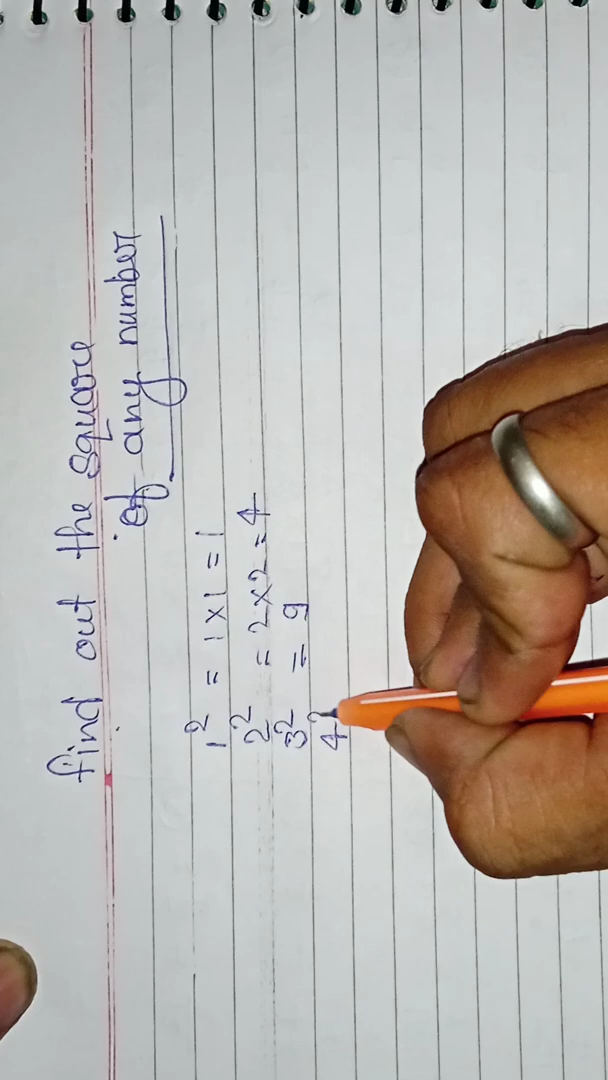 find out the square
of any number
1² = 1×1 = 1
2² = 2×2 = 4
3² = 9
4²